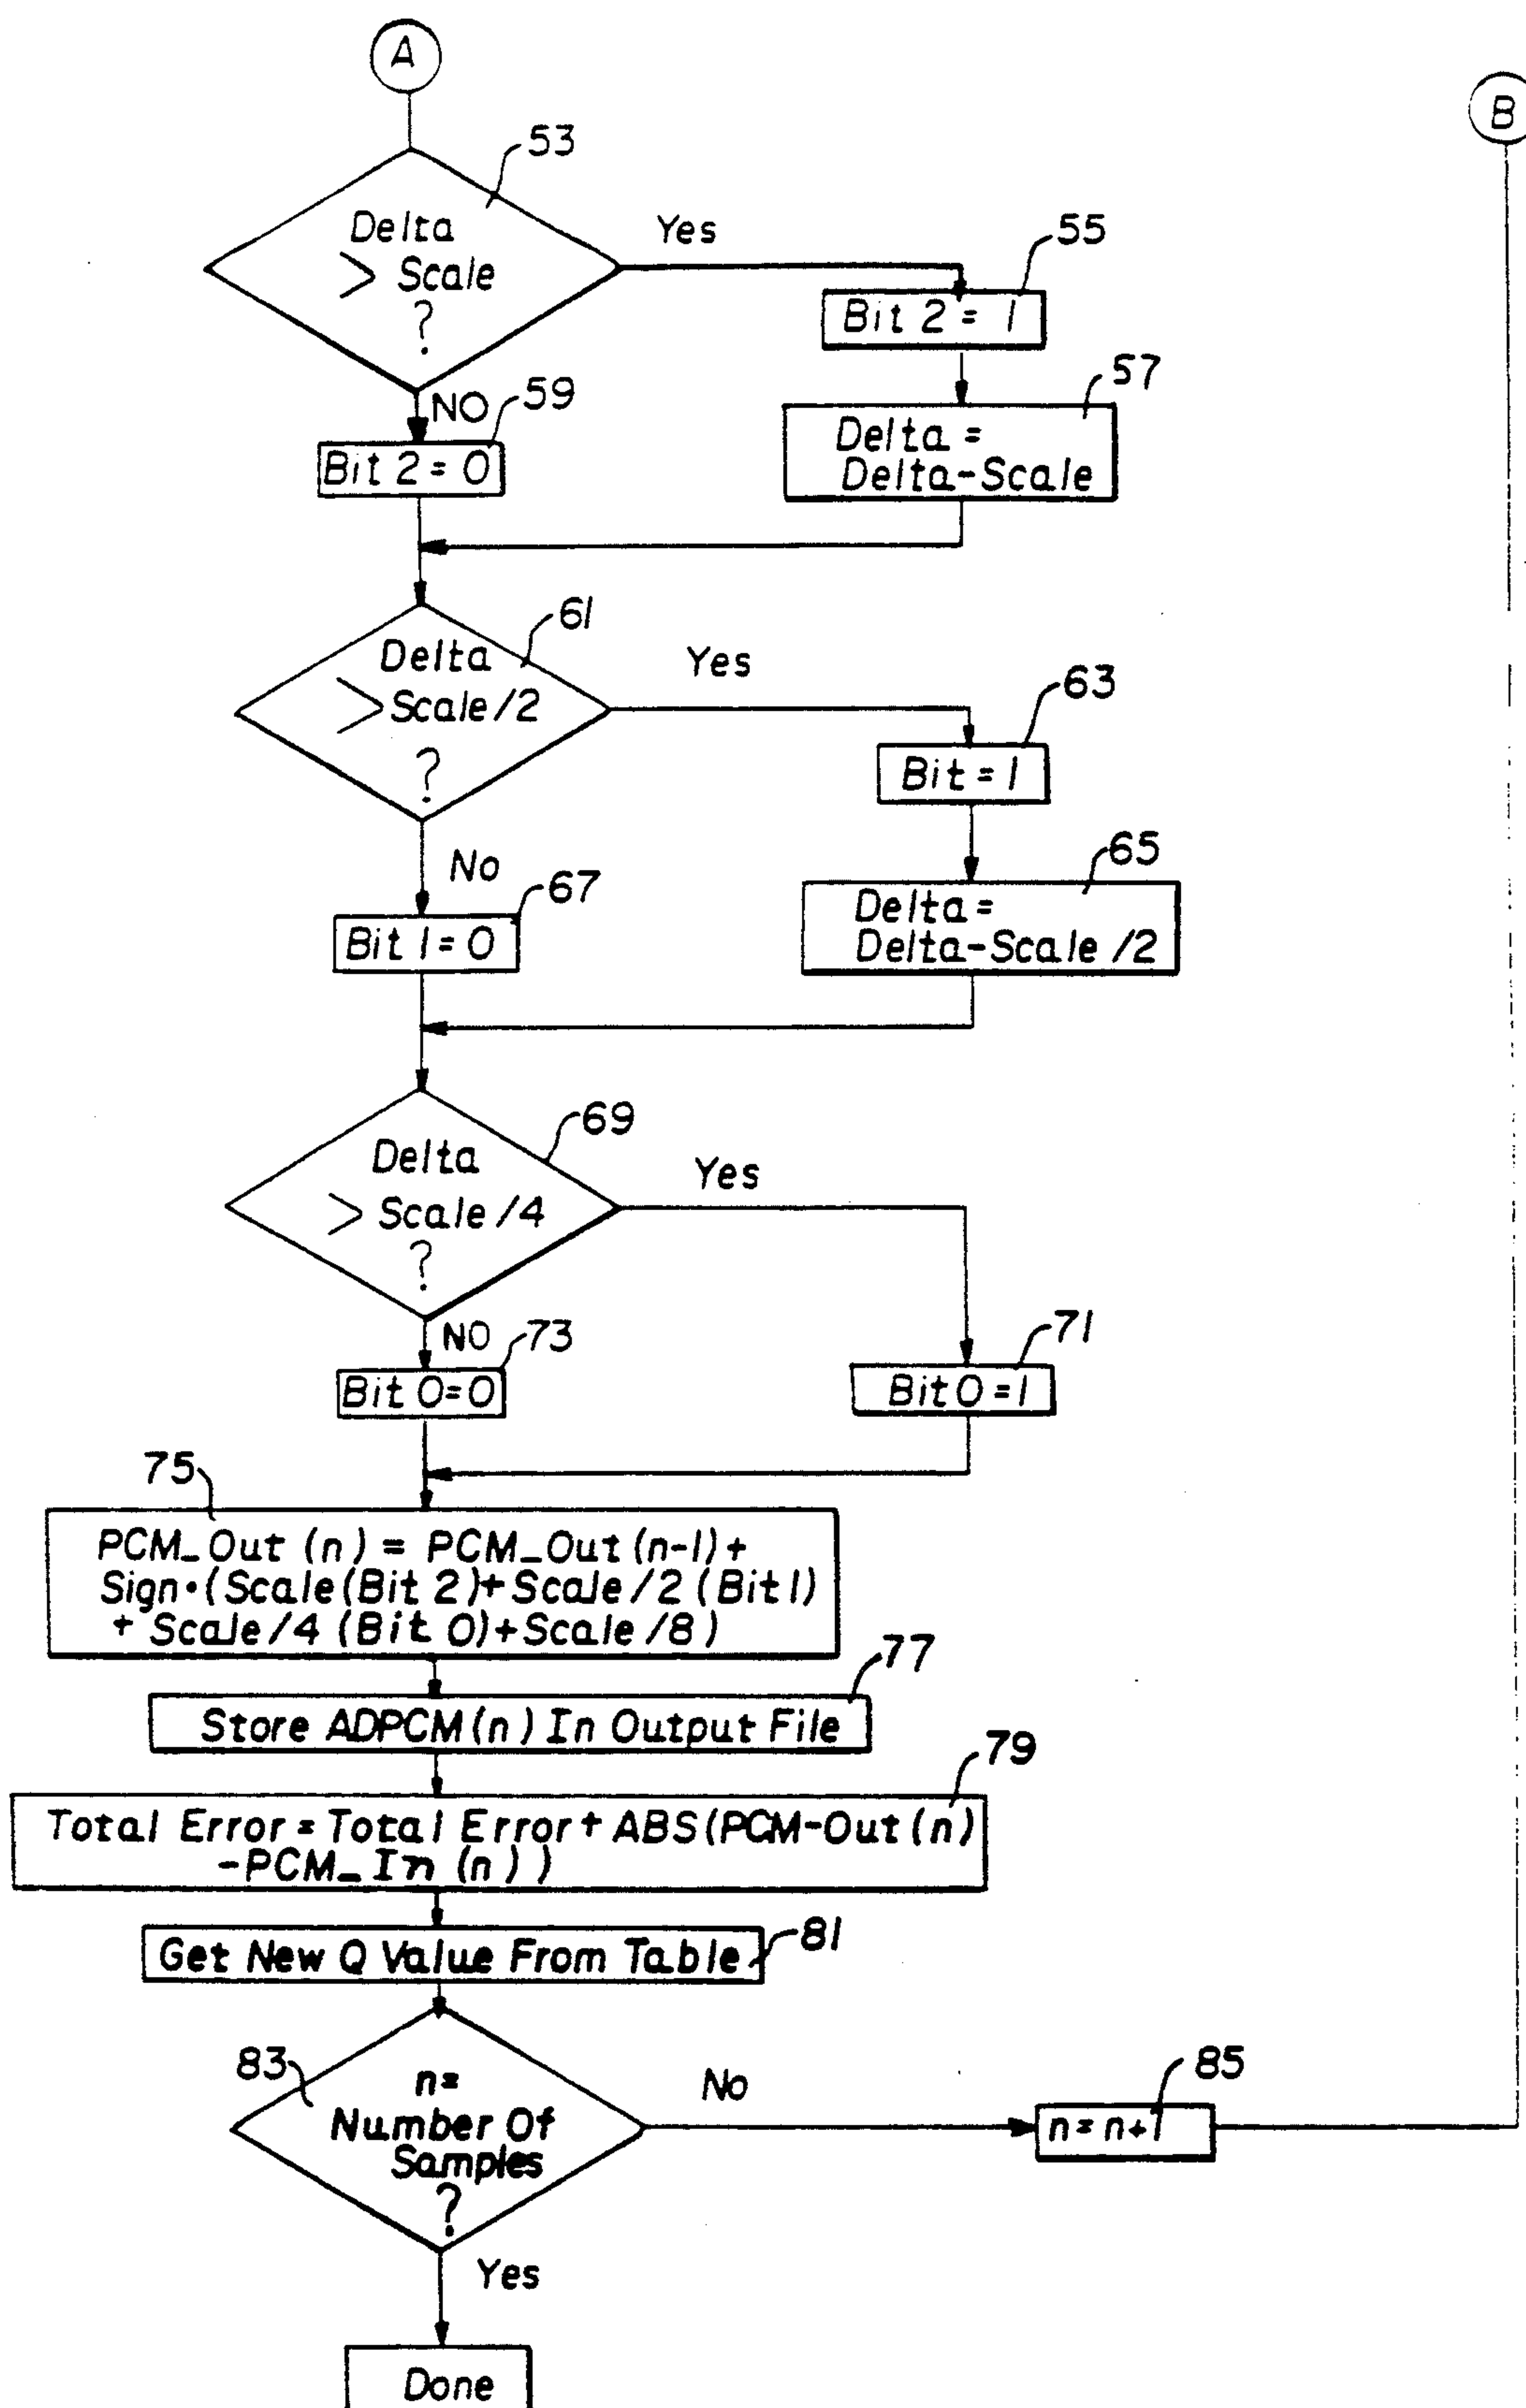 A
B
53
Delta
> Scale
?
Yes
55
Bit 2 = 1
57
Delta =
Delta-Scale
NO
59
Bit 2 = 0
61
Delta
> Scale/2
?
Yes
63
Bit = 1
65
Delta =
Delta-Scale/2
No
67
Bit 1 = 0
69
Delta
> Scale/4
?
Yes
71
Bit 0 = 1
NO
73
Bit 0=0
75
PCM_Out (n) = PCM_Out (n-1)+
Sign•(Scale(Bit 2)+Scale/2 (Bit 1)
+ Scale/4 (Bit 0)+Scale/8)
77
Store ADPCM(n) In Output File
79
Total Error = Total Error + ABS(PCM-Out(n)
-PCM_In (n))
81
Get New Q Value From Table
83
n=
Number Of
Samples
?
No
85
n = n+1
Yes
Done